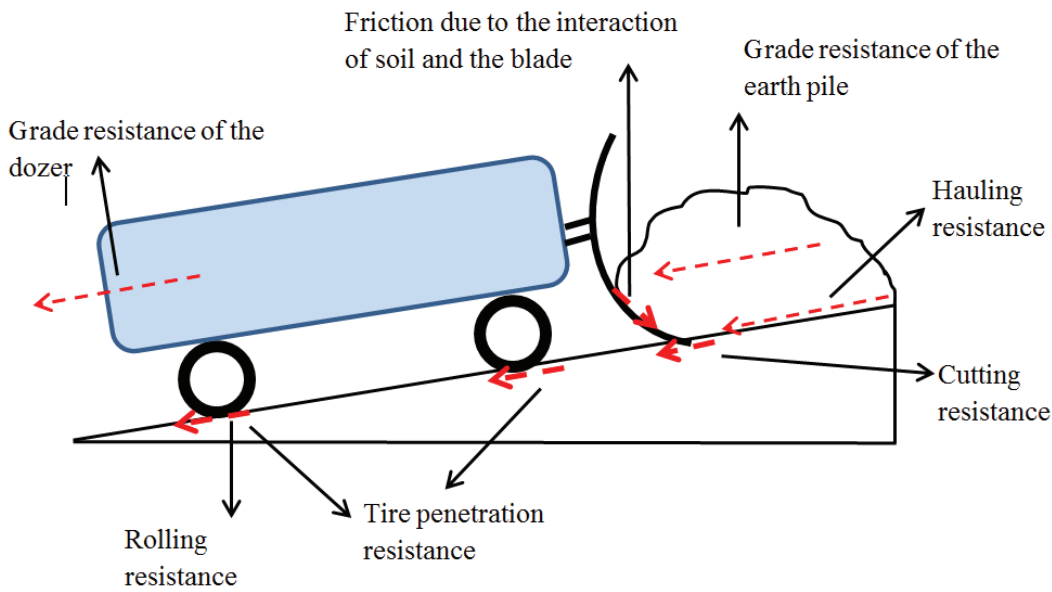 Friction due to the interaction
of soil and the blade
Grade resistance of the
earth pile
Grade resistance of the
dozer
Hauling
resistance
Cutting
resistance
Tire penetration
resistance
Rolling
resistance